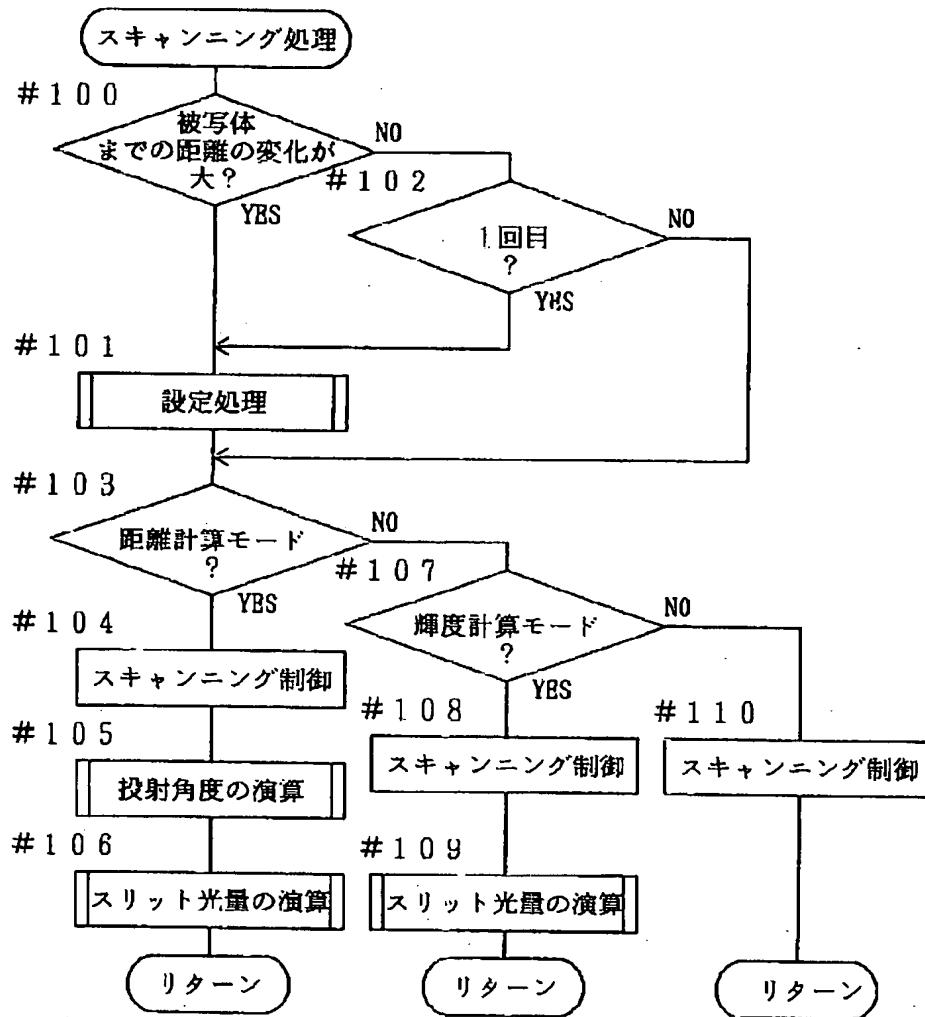 スキャンニング処理
#100
被写体
までの距離の変化が
大?
NO
YES
#102
1回目
?
NO
YES
#101
設定処理
#103
距離計算モード
?
NO
YES
#107
輝度計算モード
?
NO
YES
#104
スキャンニング制御
#105
投射角度の演算
#106
スリット光量の演算
リターン
#108
スキャンニング制御
#109
スリット光量の演算
リターン
#110
スキャンニング制御
リターン